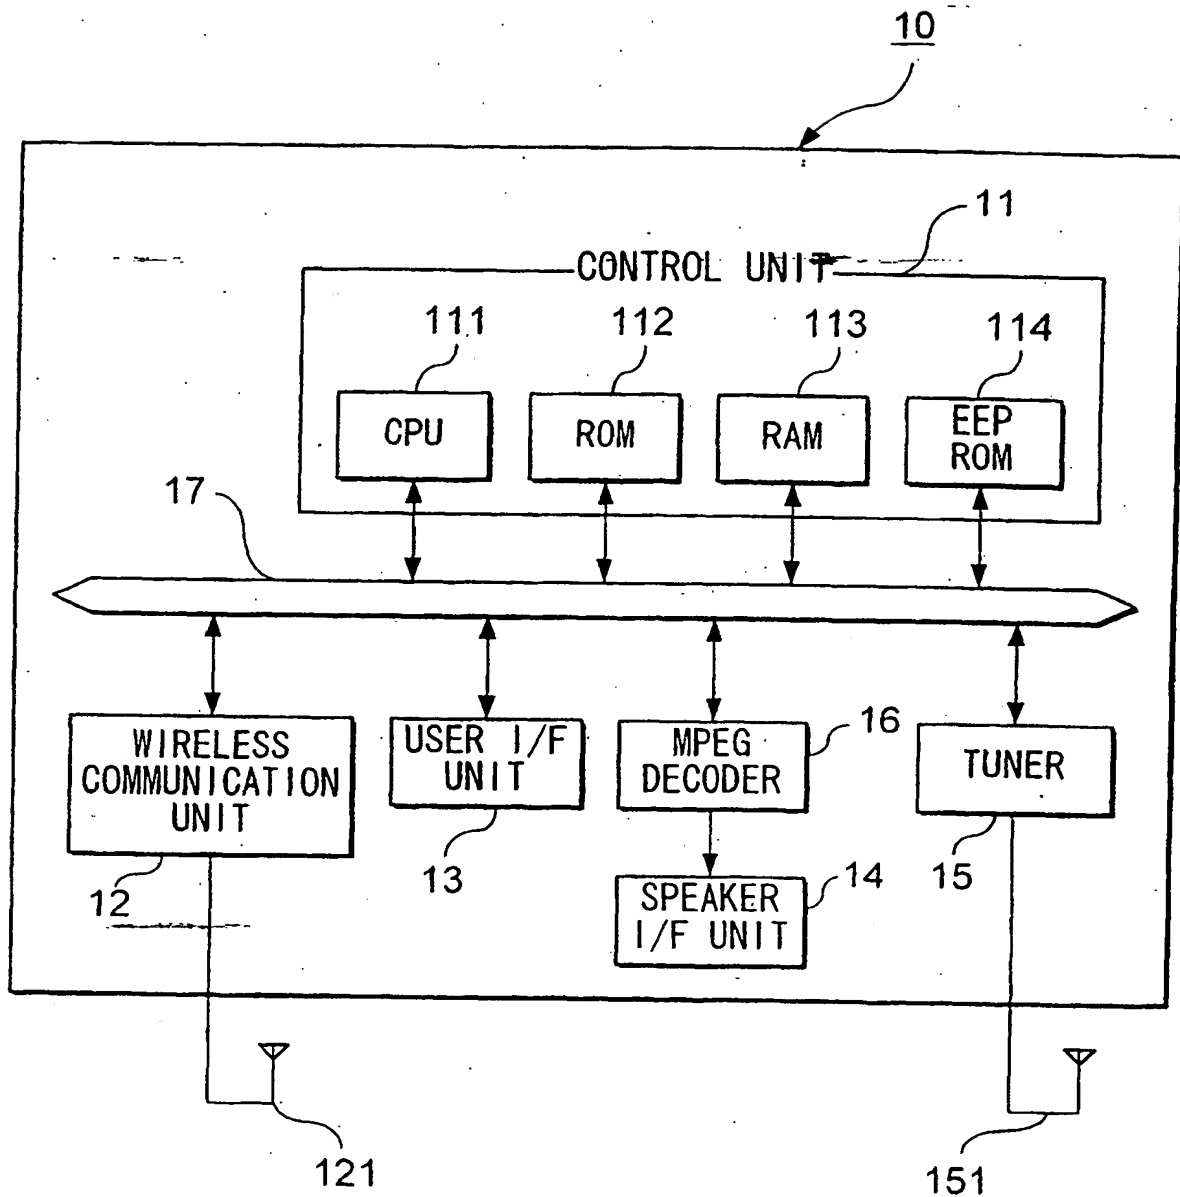 10
11
CONTROL UNIT
111
112
113
114
CPU
ROM
RAM
EEP
ROM
17
WIRELESS
COMMUNICATION
UNIT
USER I/F
UNIT
MPEG
DECODER
16
TUNER
12
13
SPEAKER
I/F UNIT
14
15
121
151